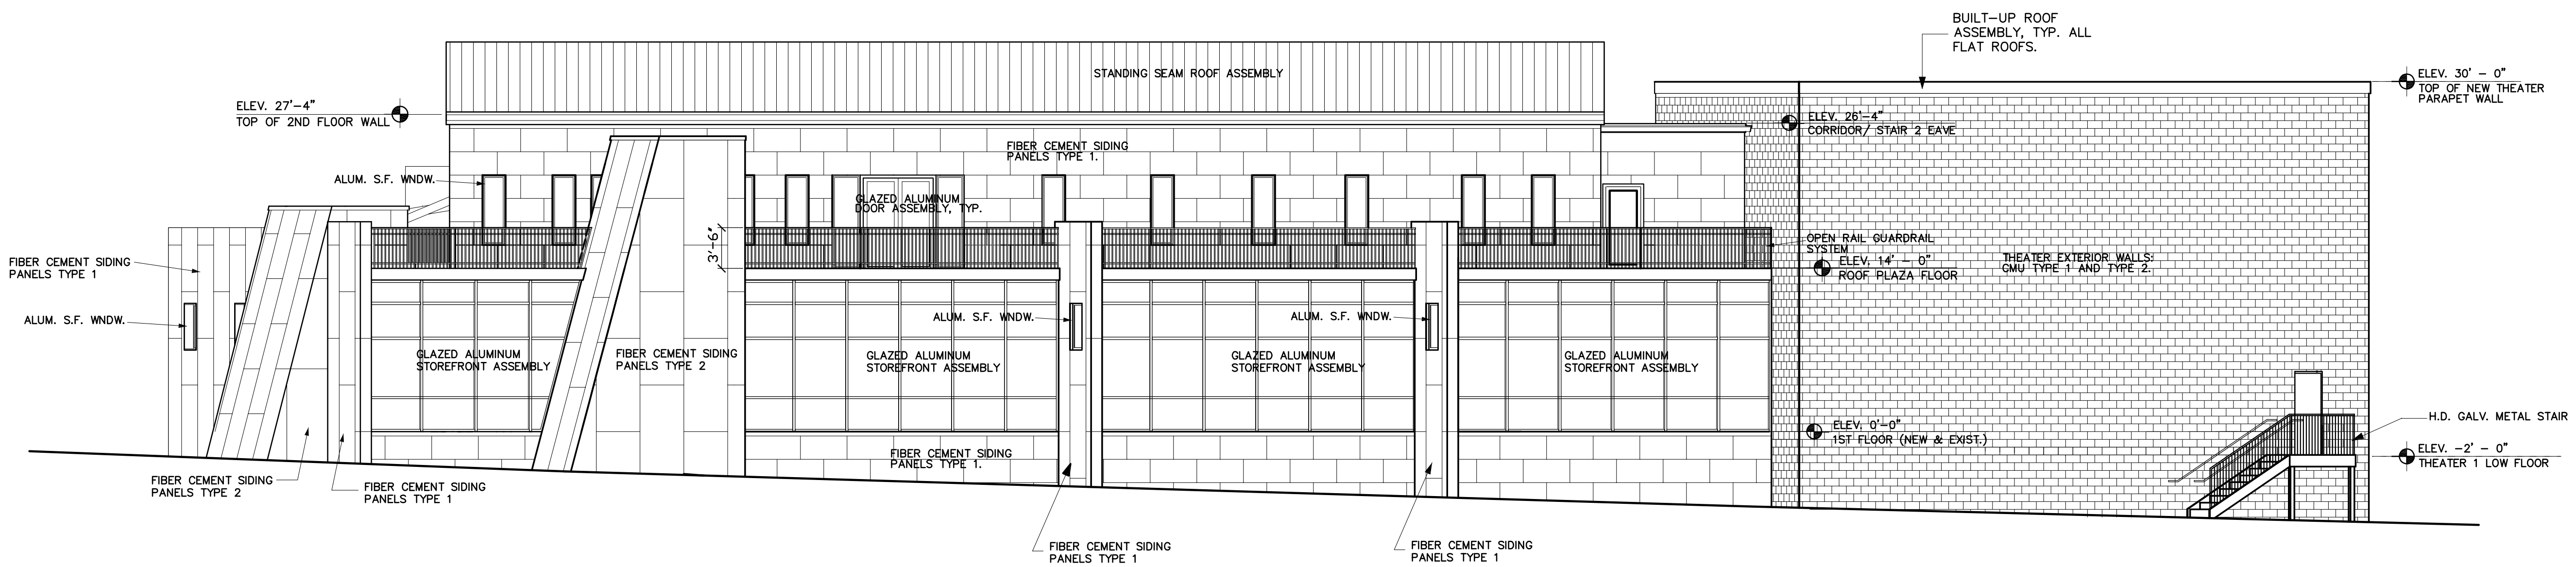 BUILT-UP ROOF
ASSEMBLY, TYP. ALL
FLAT ROOFS.
STANDING SEAM ROOF ASSEMBLY
ELEV. 30' - 0"
TOP OF NEW THEATER
PARAPET WALL
ELEV. 27'-4"
TOP OF 2ND FLOOR WALL
ELEV. 26'-4"
CORRIDOR/ STAIR 2 EAVE
FIBER CEMENT SIDING
PANELS TYPE 1.
ALUM. S.F. WNDW.
GLAZED ALUMINUM
DOOR ASSEMBLY, TYP.
3'-6"
OPEN RAIL GUARDRAIL
SYSTEM
ELEV. 14' - 0"
ROOF PLAZA FLOOR
THEATER EXTERIOR WALLS:
CMU TYPE 1 AND TYPE 2.
FIBER CEMENT SIDING
PANELS TYPE 1
ALUM. S.F. WNDW.
ALUM. S.F. WNDW.
ALUM. S.F. WNDW.
GLAZED ALUMINUM
STOREFRONT ASSEMBLY
FIBER CEMENT SIDING
PANELS TYPE 2
GLAZED ALUMINUM
STOREFRONT ASSEMBLY
GLAZED ALUMINUM
STOREFRONT ASSEMBLY
GLAZED ALUMINUM
STOREFRONT ASSEMBLY
H.D. GALV. METAL STAIR
ELEV. 0'-0"
1ST FLOOR (NEW & EXIST.)
ELEV. -2' - 0"
THEATER 1 LOW FLOOR
FIBER CEMENT SIDING
PANELS TYPE 1.
FIBER CEMENT SIDING
PANELS TYPE 2
FIBER CEMENT SIDING
PANELS TYPE 1
FIBER CEMENT SIDING
PANELS TYPE 1
FIBER CEMENT SIDING
PANELS TYPE 1